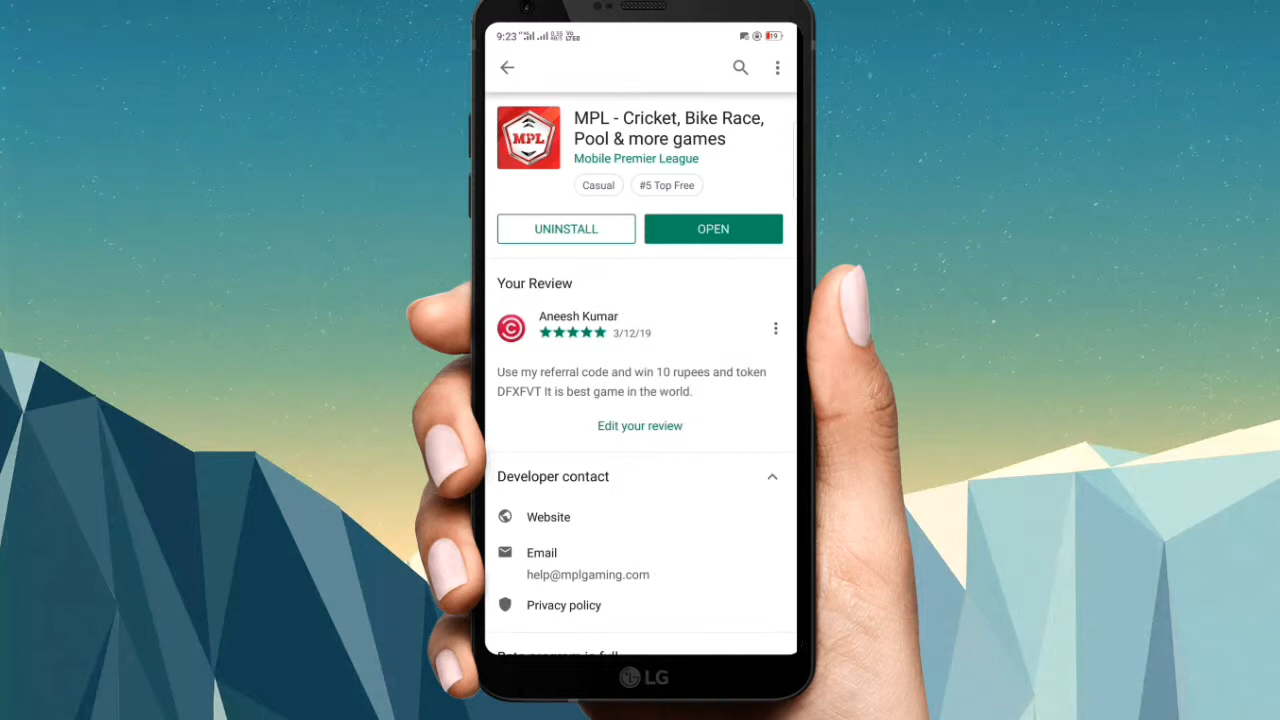 9:23
19
MPL - Cricket, Bike Race,
Pool & more games
MPL
Mobile Premier League
Casual
#5 Top Free
UNINSTALL
OPEN
Your Review
Aneesh Kumar
3/12/19
Use my referral code and win 10 rupees and token
DFXFVT It is best game in the world.
Edit your review
Developer contact
Website
Email
help@mplgaming.com
Privacy policy
LG